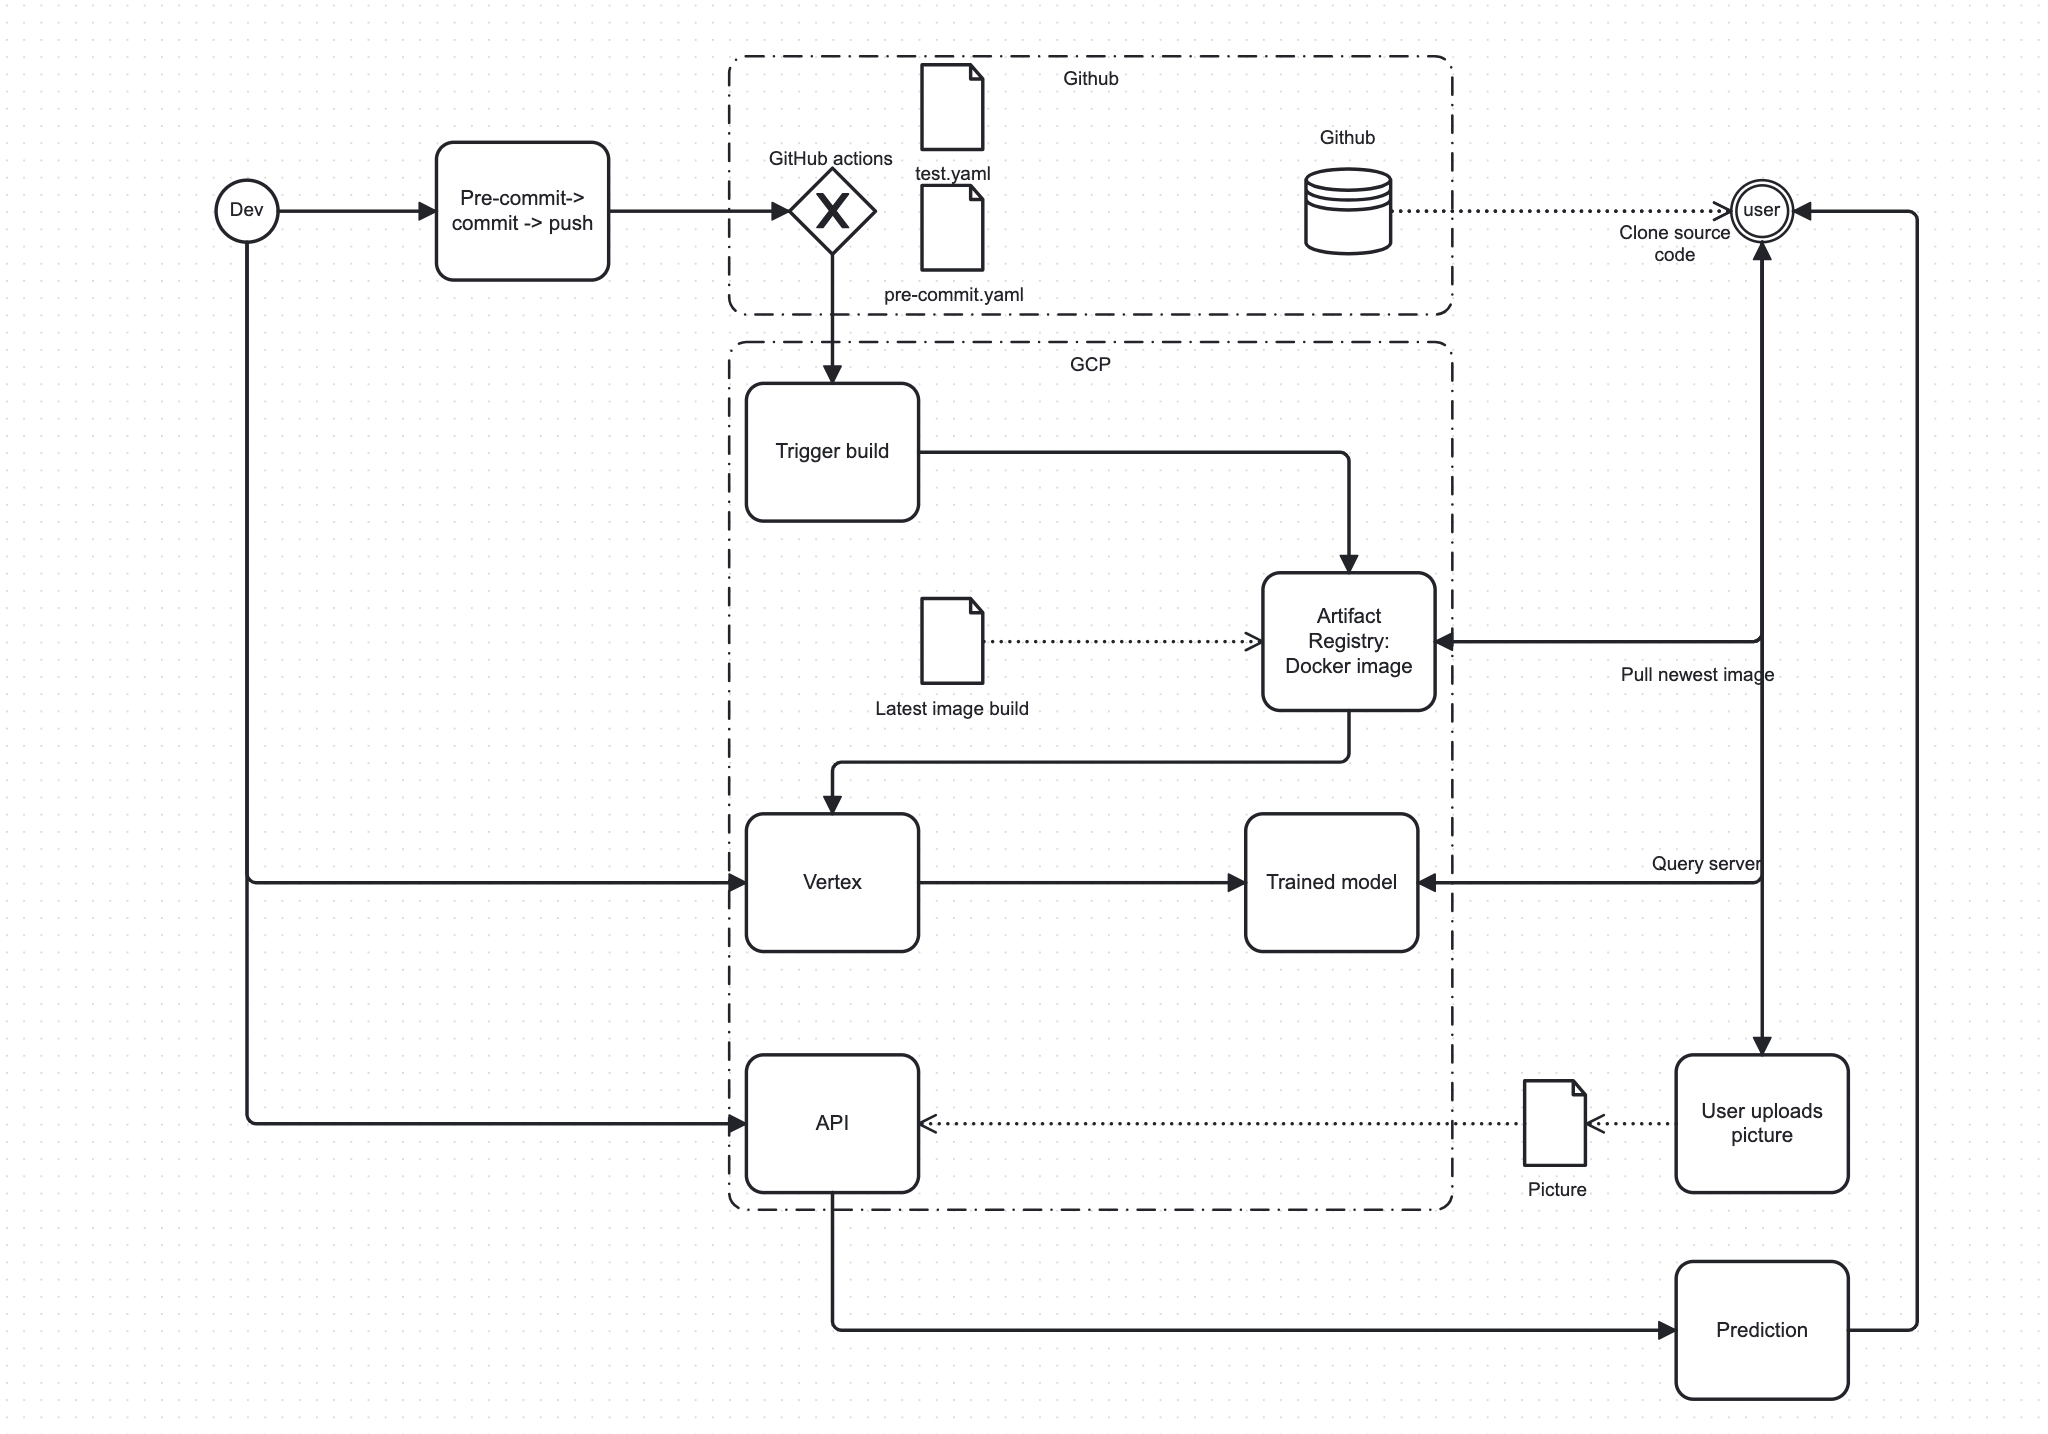 Github
GitHub actions
test.yaml
pre-commit.yaml
Github
Dev
Pre-commit->
commit -> push
X
user
Clone source
code
GCP
Trigger build
Artifact
Registry:
Docker image
Latest image build
Pull newest image
Vertex
Trained model
Query server
API
Picture
User uploads
picture
Prediction